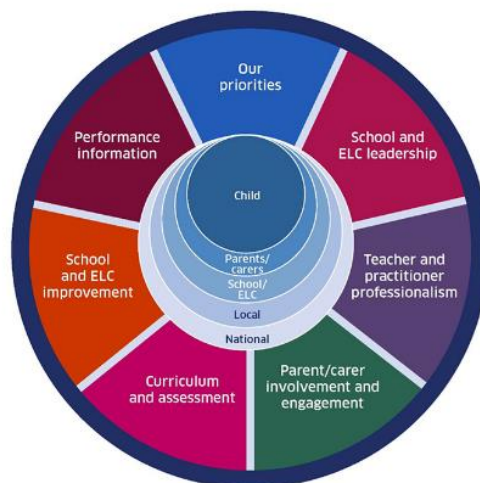 Our
priorities
School and
ELC leadership
Teacher and
practitioner
professionalism
Parent/carer
involvement and
engagement
Curriculum
and assessment
School
and ELC
improvement
Performance
information
Child
Parents/
carers
School/
ELC
Local
National